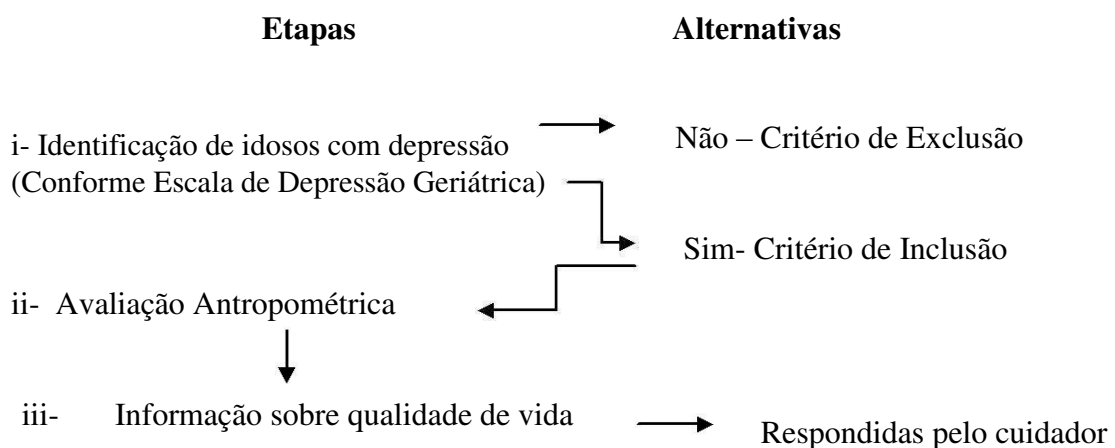 Etapas Alternativas
i- Identificação de idosos com depressão
(Conforme Escala de Depressão Geriátrica)
Não – Critério de Exclusão
Sim- Critério de Inclusão
ii- Avaliação Antropométrica
iii- Informação sobre qualidade de vida
Respondidas pelo cuidador